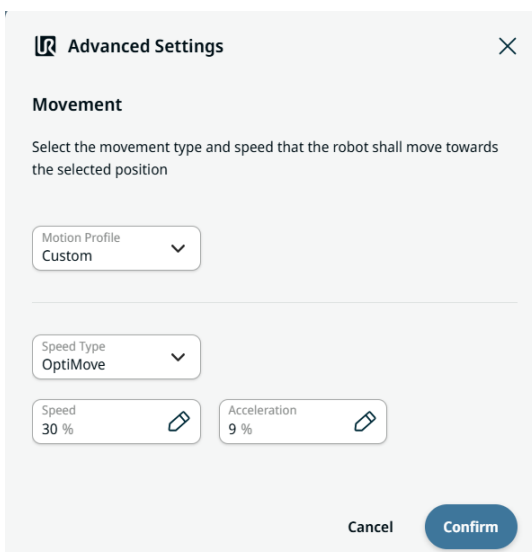 UR Advanced Settings
Movement
Select the movement type and speed that the robot shall move towards
the selected position
Motion Profile
Custom
Speed Type
OptiMove
Speed
30 %
Acceleration
9 %
Cancel
Confirm